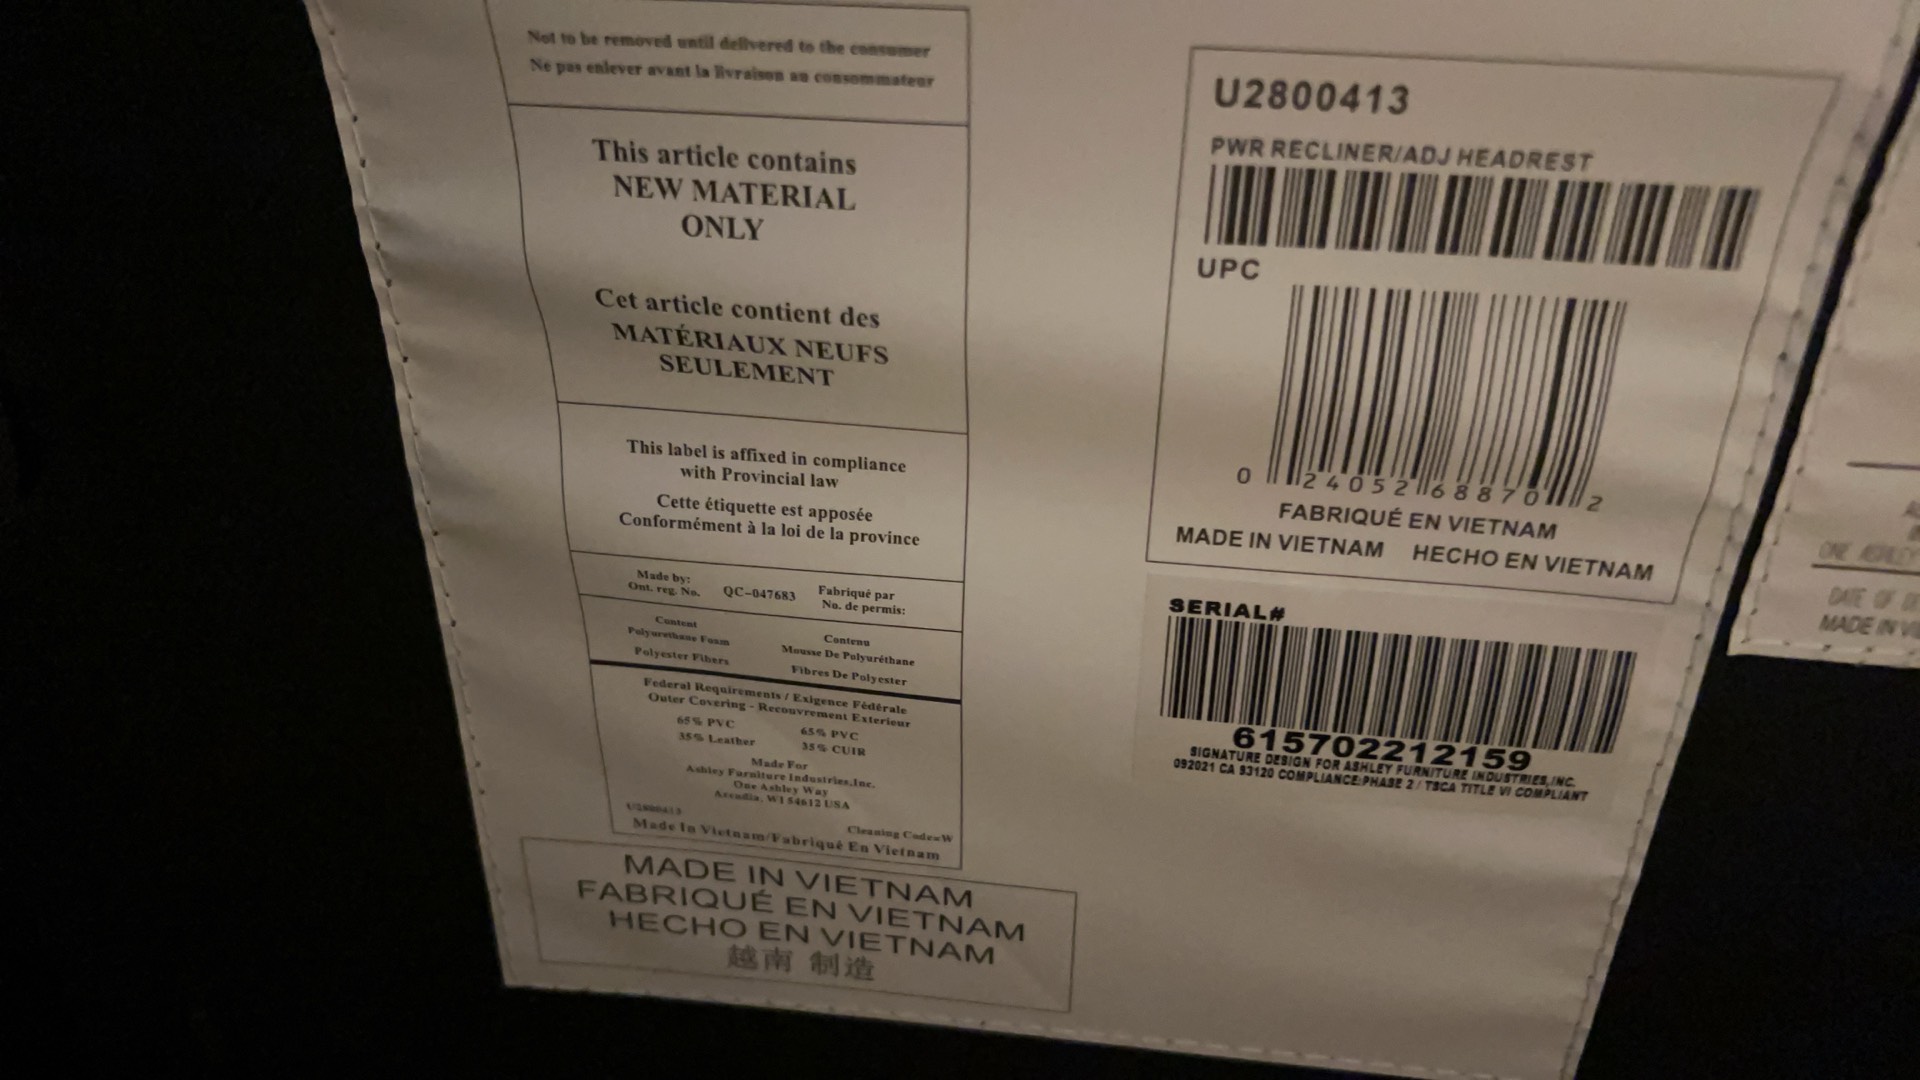 Not to be removed until delivered to the consumer
Ne pas enlever avant la livraison au consommateur
This article contains
NEW MATERIAL
ONLY
Cet article contient des
MATÉRIAUX NEUFS
SEULEMENT
This label is affixed in compliance
with Provincial law
Cette étiquette est apposée
Conformément à la loi de la province
Made by:
Ont. reg. No.
QC-047683
Fabriqué par
No. de permis:
Content
Polyurethane Foam
Polyester Fibers
Contenu
Mousse De Polyuréthane
Fibres De Polyester
Federal Requirements / Exigence Fédérale
Outer Covering - Recouvrement Exterieur
65% PVC
35% Leather
65% PVC
35% CUIR
Made For
Ashley Furniture Industries,Inc.
One Ashley Way
Arcadia, WI 54612 USA
U2800413
Cleaning Code=W
Made In Vietnam/Fabriqué En Vietnam
MADE IN VIETNAM
FABRIQUÉ EN VIETNAM
HECHO EN VIETNAM
越南 制造
U2800413
PWR RECLINER/ADJ HEADREST
UPC
0 24052 68870 2
FABRIQUÉ EN VIETNAM
MADE IN VIETNAM HECHO EN VIETNAM
SERIAL#
615702212159
SIGNATURE DESIGN FOR ASHLEY FURNITURE INDUSTRIES,INC.
092021 CA 93120 COMPLIANCE:PHASE 2 / TSCA TITLE VI COMPLIANT
ONE ASHLEY
DATE OF
MADE IN